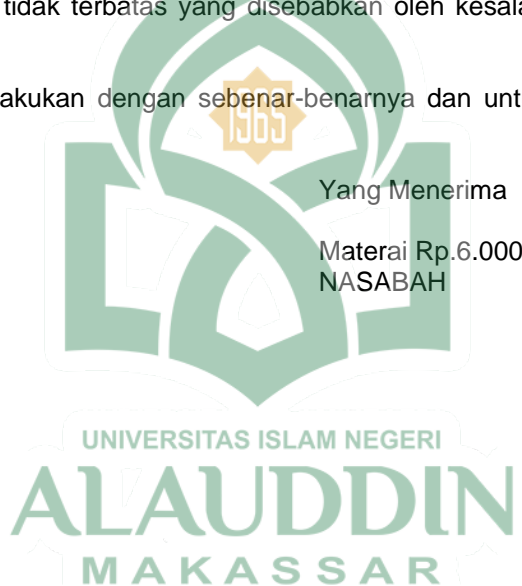 tidak terbatas yang disebabkan oleh kesala
akukan dengan sebenar-benarnya dan unt
1965
Yang Menerima
Materai Rp.6.000
NASABAH
UNIVERSITAS ISLAM NEGERI
ALAUDDIN
MAKASSAR